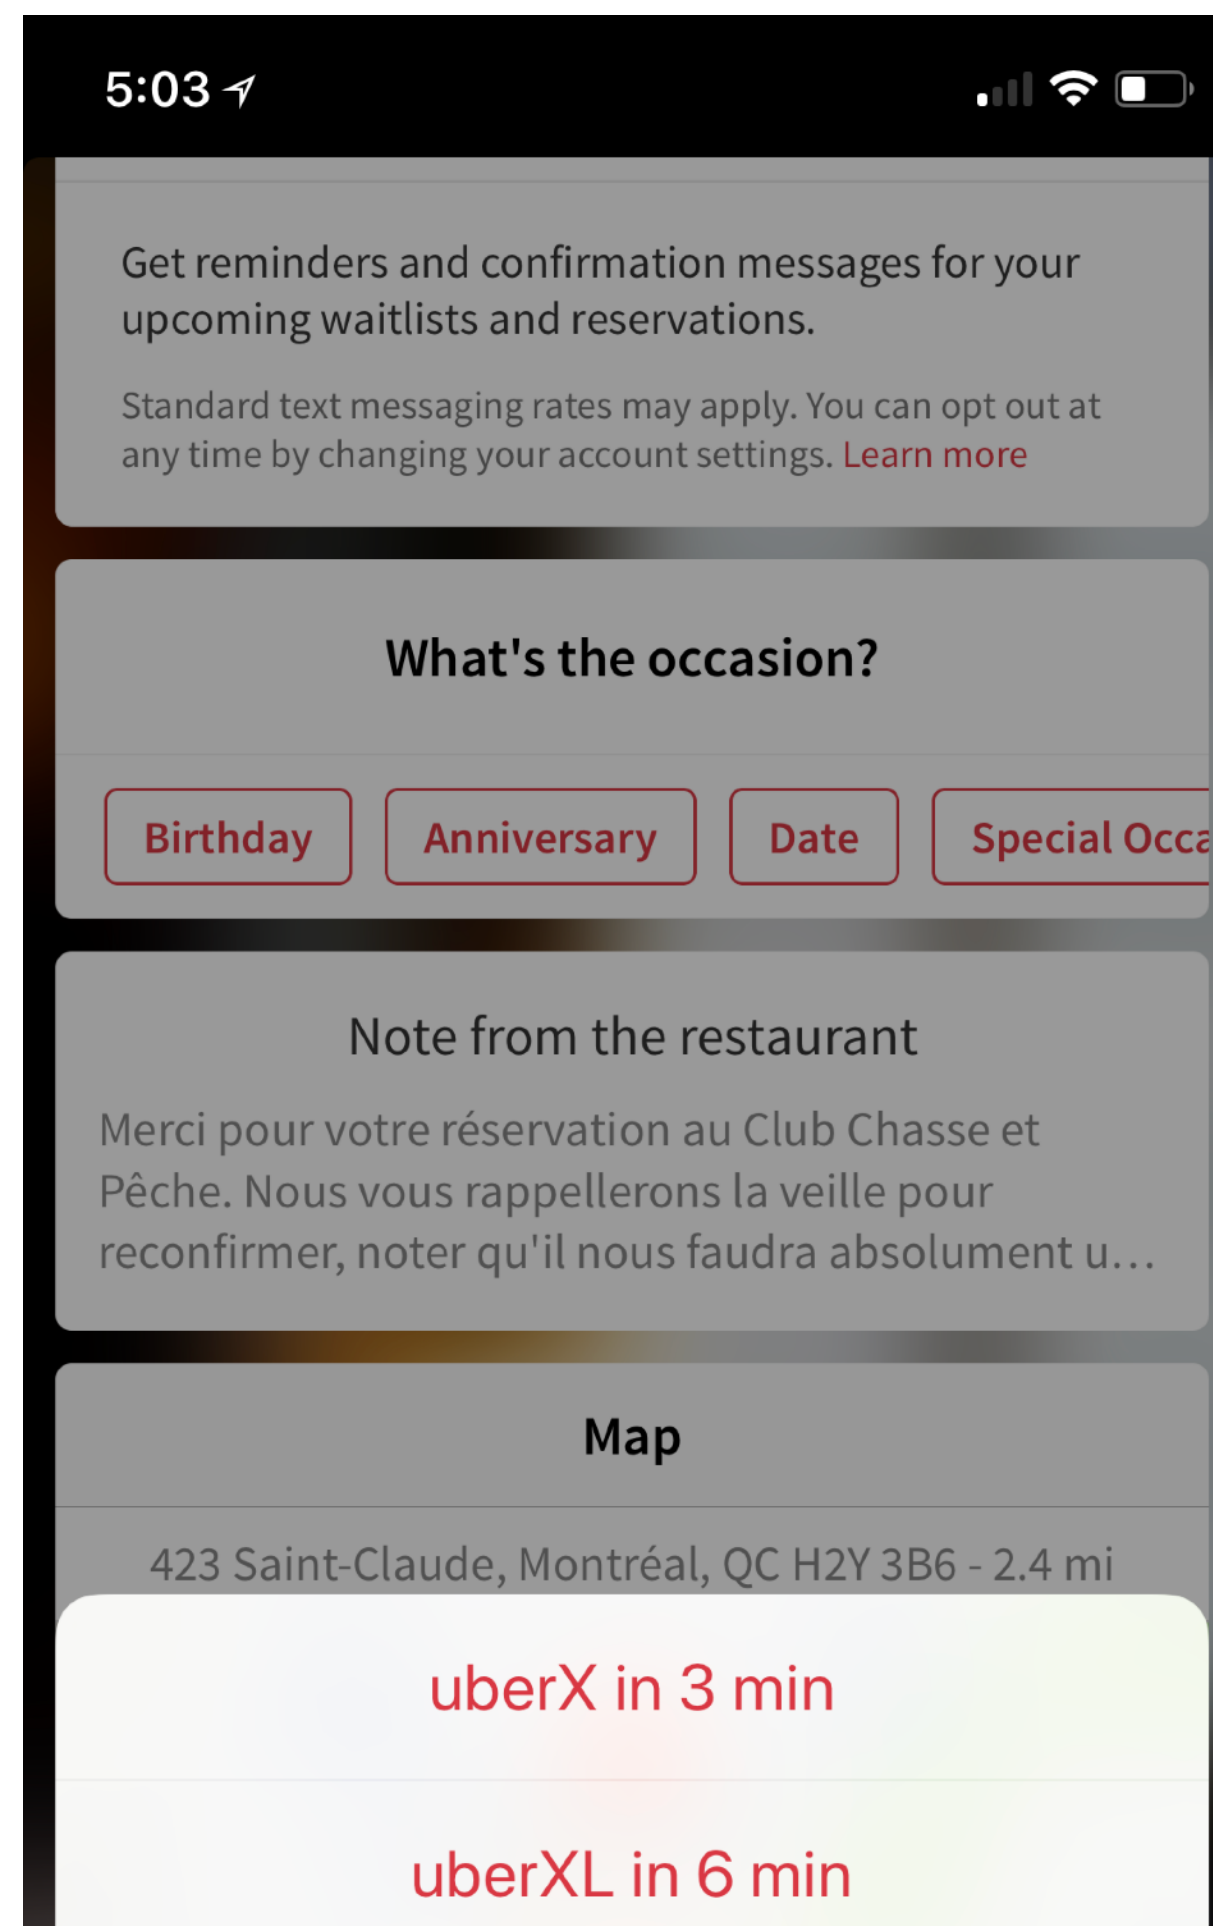 5:03
Get reminders and confirmation messages for your
upcoming waitlists and reservations.
Standard text messaging rates may apply. You can opt out at
any time by changing your account settings. Learn more
What's the occasion?
Birthday Anniversary Date Special Occa
Note from the restaurant
Merci pour votre réservation au Club Chasse et
Pêche. Nous vous rappellerons la veille pour
reconfirmer, noter qu'il nous faudra absolument u…
Map
423 Saint-Claude, Montréal, QC H2Y 3B6 - 2.4 mi
uberX in 3 min
uberXL in 6 min